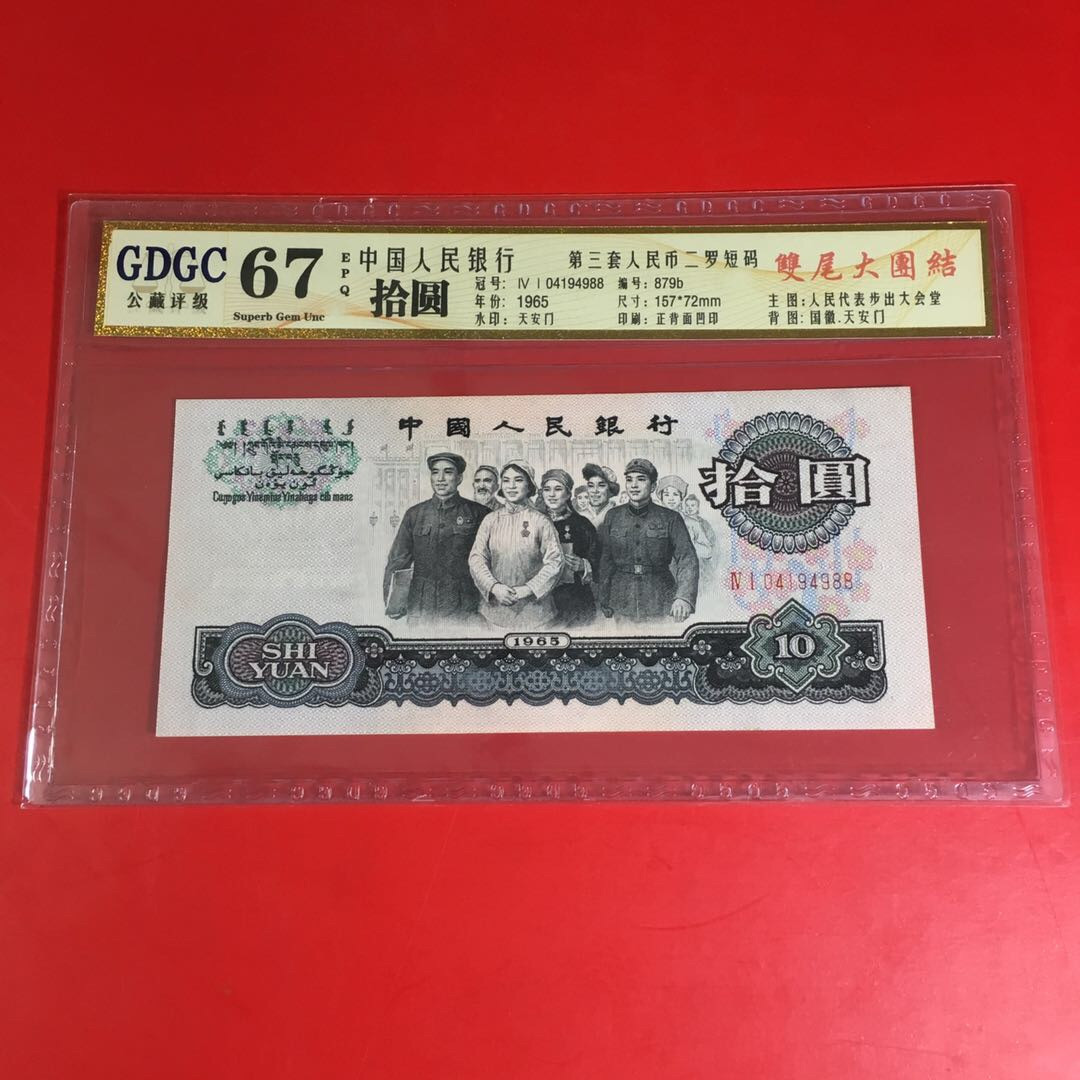 GDGC
公藏评级
67
EPQ
Superb Gem Unc
中国人民银行
拾圆
第三套人民币二罗短码
冠号: IV I 04194988 编号: 879b
年份: 1965 尺寸: 157*72mm
水印: 天安门 印刷: 正背面凹印
雙尾大團結
主图: 人民代表步出大会堂
背图: 国徽.天安门
中國人民銀行
拾圓
Ⅳ Ⅰ 04194988
1965
SHI
YUAN
10